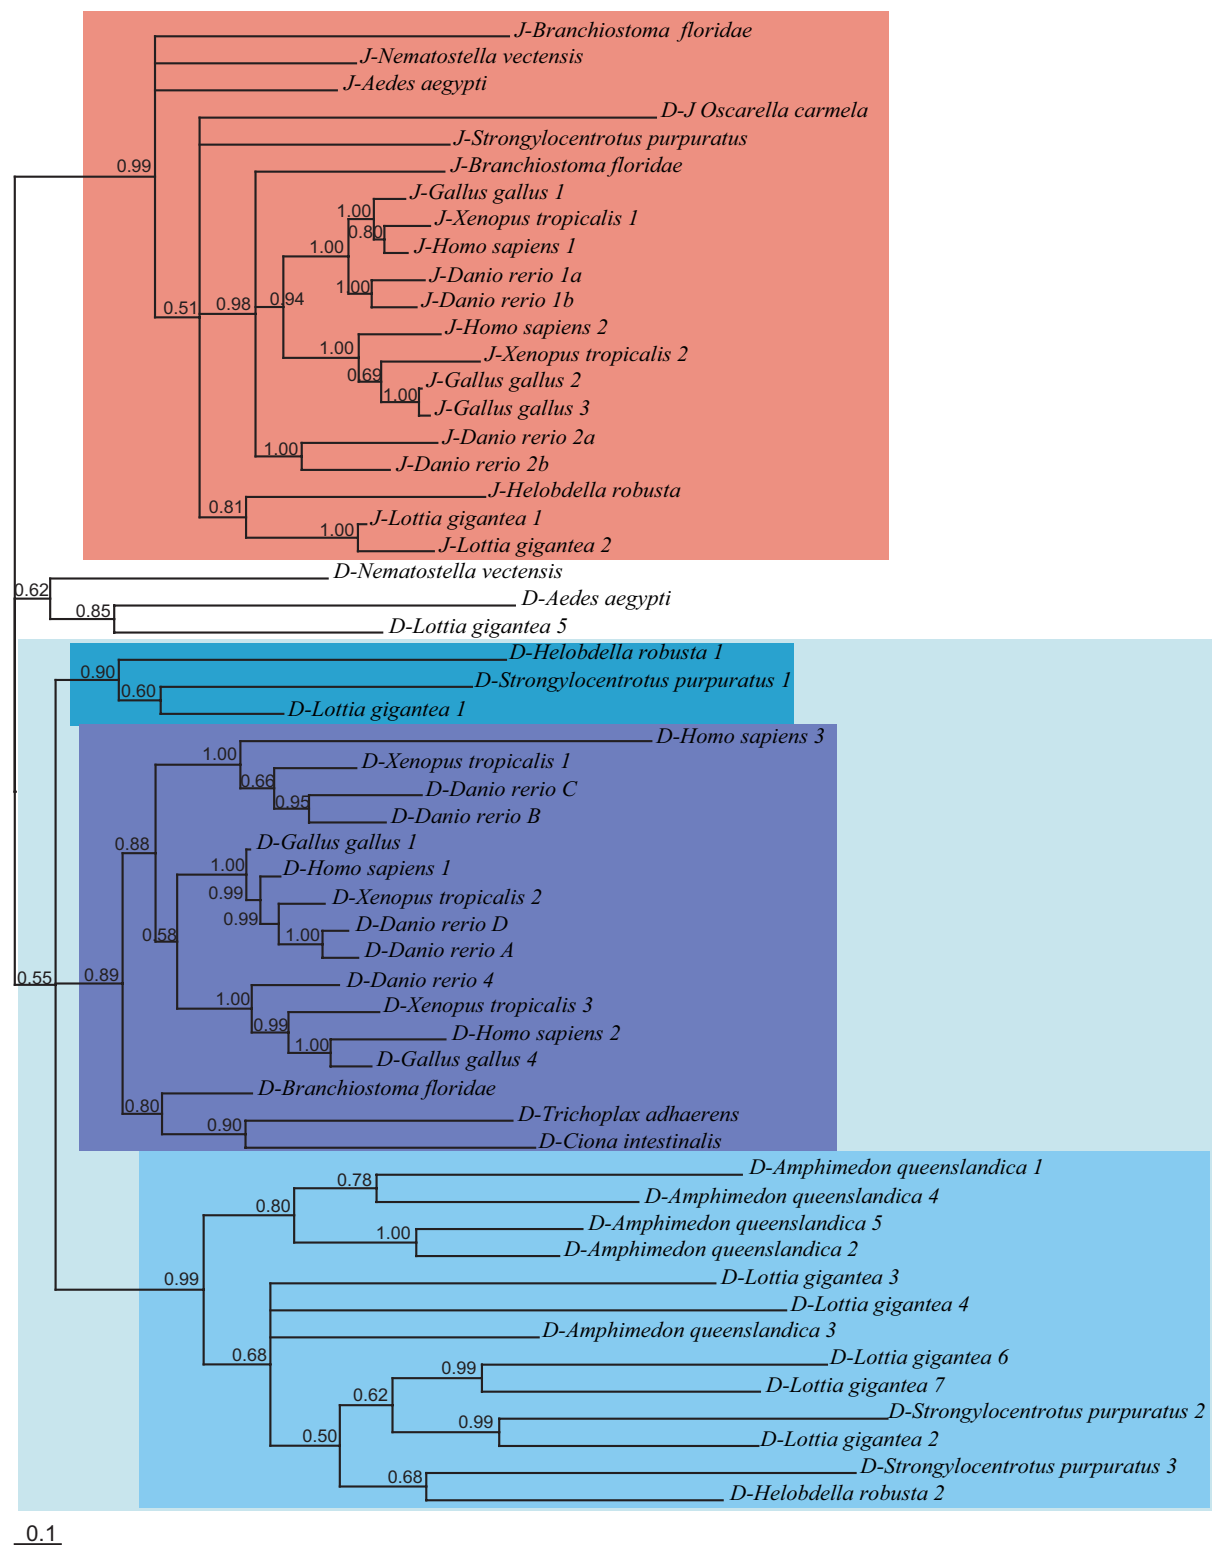 J-Branchiostoma floridae
J-Nematostella vectensis
J-Aedes aegypti
D-J Oscarella carmela
J-Strongylocentrotus purpuratus
0.99
J-Branchiostoma floridae
J-Gallus gallus 1
1.00
J-Xenopus tropicalis 1
0.80
1.00
J-Homo sapiens 1
J-Danio rerio 1a
1.00
J-Danio rerio 1b
0.51
0.98
0.94
J-Homo sapiens 2
1.00
J-Xenopus tropicalis 2
0.69
J-Gallus gallus 2
1.00
J-Gallus gallus 3
J-Danio rerio 2a
1.00
J-Danio rerio 2b
J-Helobdella robusta
0.81
J-Lottia gigantea 1
1.00
J-Lottia gigantea 2
D-Nematostella vectensis
0.62
D-Aedes aegypti
0.85
D-Lottia gigantea 5
D-Helobdella robusta 1
0.90
D-Strongylocentrotus purpuratus 1
0.60
D-Lottia gigantea 1
D-Homo sapiens 3
1.00
D-Xenopus tropicalis 1
0.66
D-Danio rerio C
0.95
D-Danio rerio B
0.88
D-Gallus gallus 1
1.00
D-Homo sapiens 1
0.99
D-Xenopus tropicalis 2
0.99
D-Danio rerio D
0.58
1.00
D-Danio rerio A
0.55
0.89
D-Danio rerio 4
1.00
D-Xenopus tropicalis 3
0.99
D-Homo sapiens 2
1.00
D-Gallus gallus 4
D-Branchiostoma floridae
0.80
D-Trichoplax adhaerens
0.90
D-Ciona intestinalis
D-Amphimedon queenslandica 1
0.78
D-Amphimedon queenslandica 4
0.80
D-Amphimedon queenslandica 5
1.00
D-Amphimedon queenslandica 2
0.99
D-Lottia gigantea 3
D-Lottia gigantea 4
D-Amphimedon queenslandica 3
0.68
D-Lottia gigantea 6
0.99
D-Lottia gigantea 7
0.62
D-Strongylocentrotus purpuratus 2
0.99
D-Lottia gigantea 2
0.50
D-Strongylocentrotus purpuratus 3
0.68
D-Helobdella robusta 2
0.1